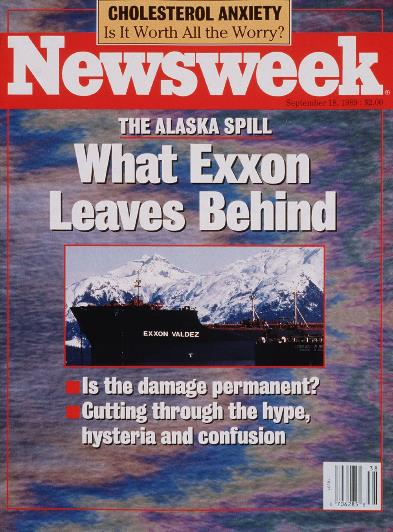 CHOLESTEROL ANXIETY
Is It Worth All the Worry?
Newsweek
September 18, 1989 : $2.00
THE ALASKA SPILL
What Exxon
Leaves Behind
EXXON VALDEZ
Is the damage permanent?
Cutting through the hype,
hysteria and confusion